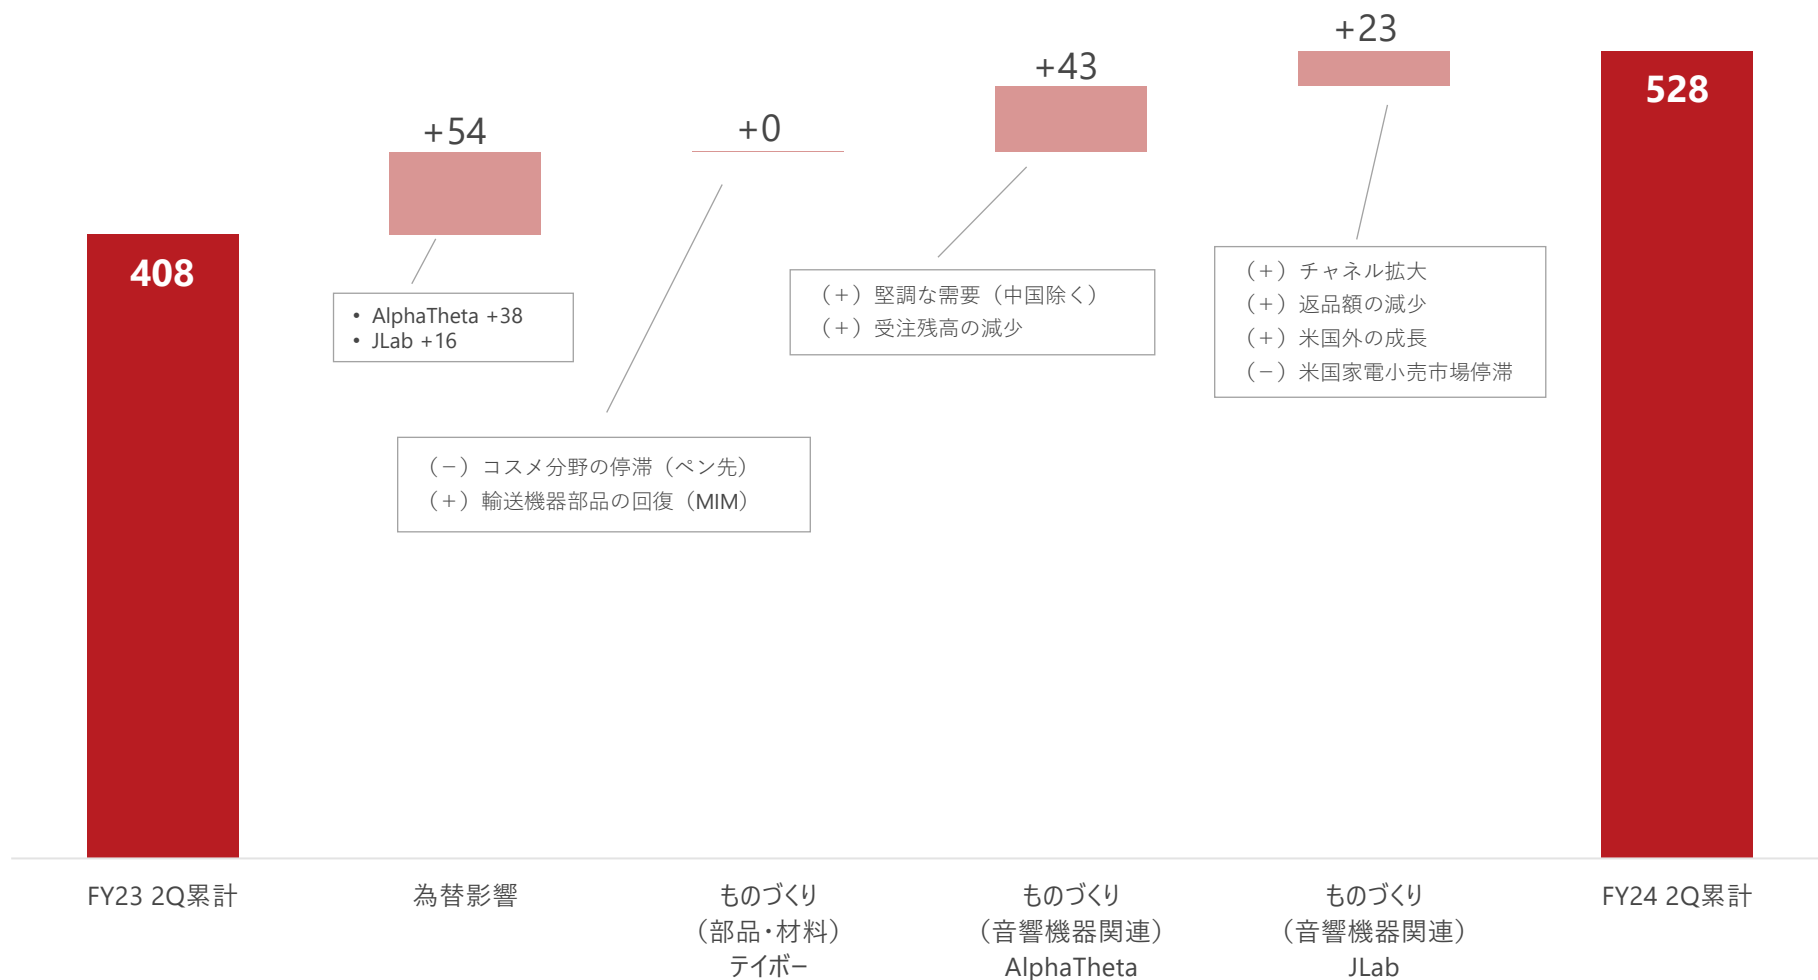 +23
+43
528
+54
+0
408
（+）チャネル拡大
（+）返品額の減少
（+）米国外の成長
（−）米国家電小売市場停滞
（+）堅調な需要（中国除く）
（+）受注残高の減少
• AlphaTheta +38
• JLab +16
（−）コスメ分野の停滞（ペン先）
（+）輸送機器部品の回復（MIM）
FY23 2Q累計
為替影響
ものづくり
（部品・材料）
テイボー
ものづくり
（音響機器関連）
AlphaTheta
ものづくり
（音響機器関連）
JLab
FY24 2Q累計